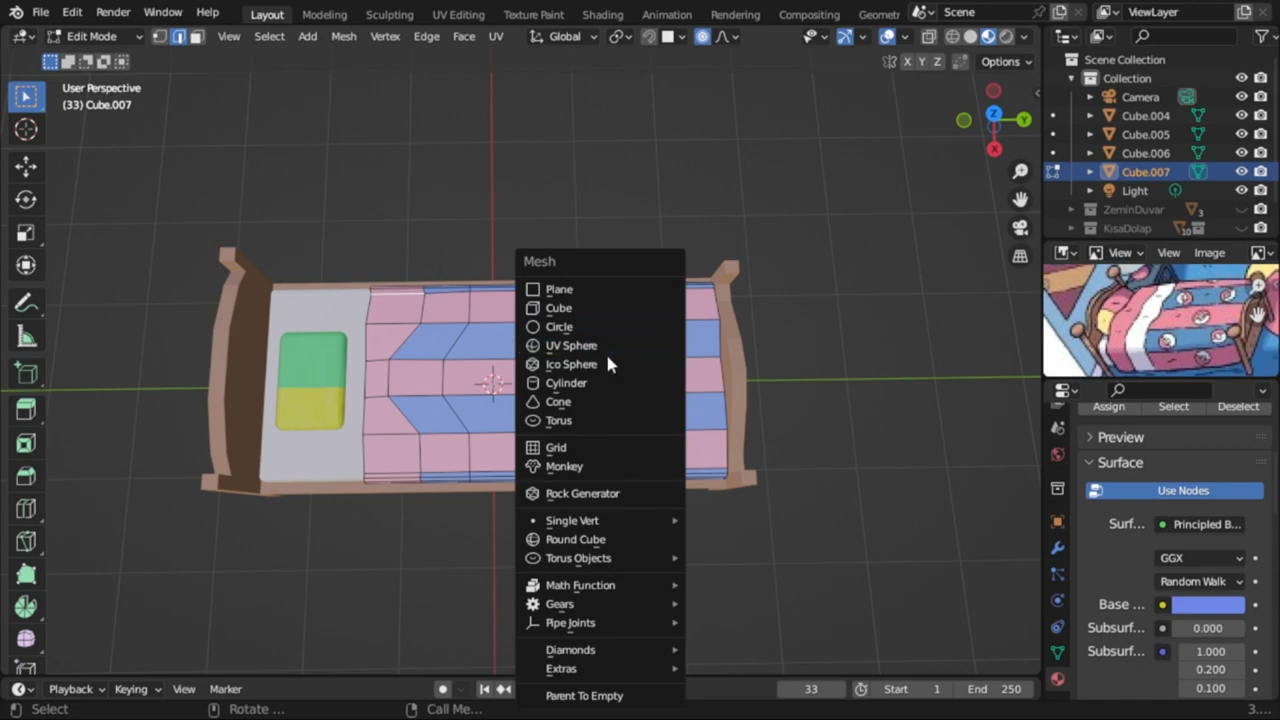 File Edit Render Window Help Layout Modeling Sculpting UV Editing Texture Paint Shading Animation Rendering Compositing Geometr Scene ViewLayer
Edit Mode View Select Add Mesh Vertex Edge Face UV Global
X Y Z Options
User Perspective
(33) Cube.007
Z
Y
X
Scene Collection
Collection
Camera
Cube.004
Cube.005
Cube.006
Cube.007
Light
ZeminDuvar 3
KisaDolap 10
View View Image
Mesh
Plane
Cube
Circle
UV Sphere
Ico Sphere
Cylinder
Cone
Torus
Grid
Monkey
Rock Generator
Single Vert
Round Cube
Torus Objects
Math Function
Gears
Pipe Joints
Diamonds
Extras
Parent To Empty
Assign Select Deselect
Preview
Surface
Use Nodes
Surf... Principled B...
GGX
Random Walk
Base ...
Subsurf... 0.000
Subsurf... 1.000
0.200
0.100
Playback Keying View Marker 33 Start 1 End 250
Select Rotate ... Call Me... 3....